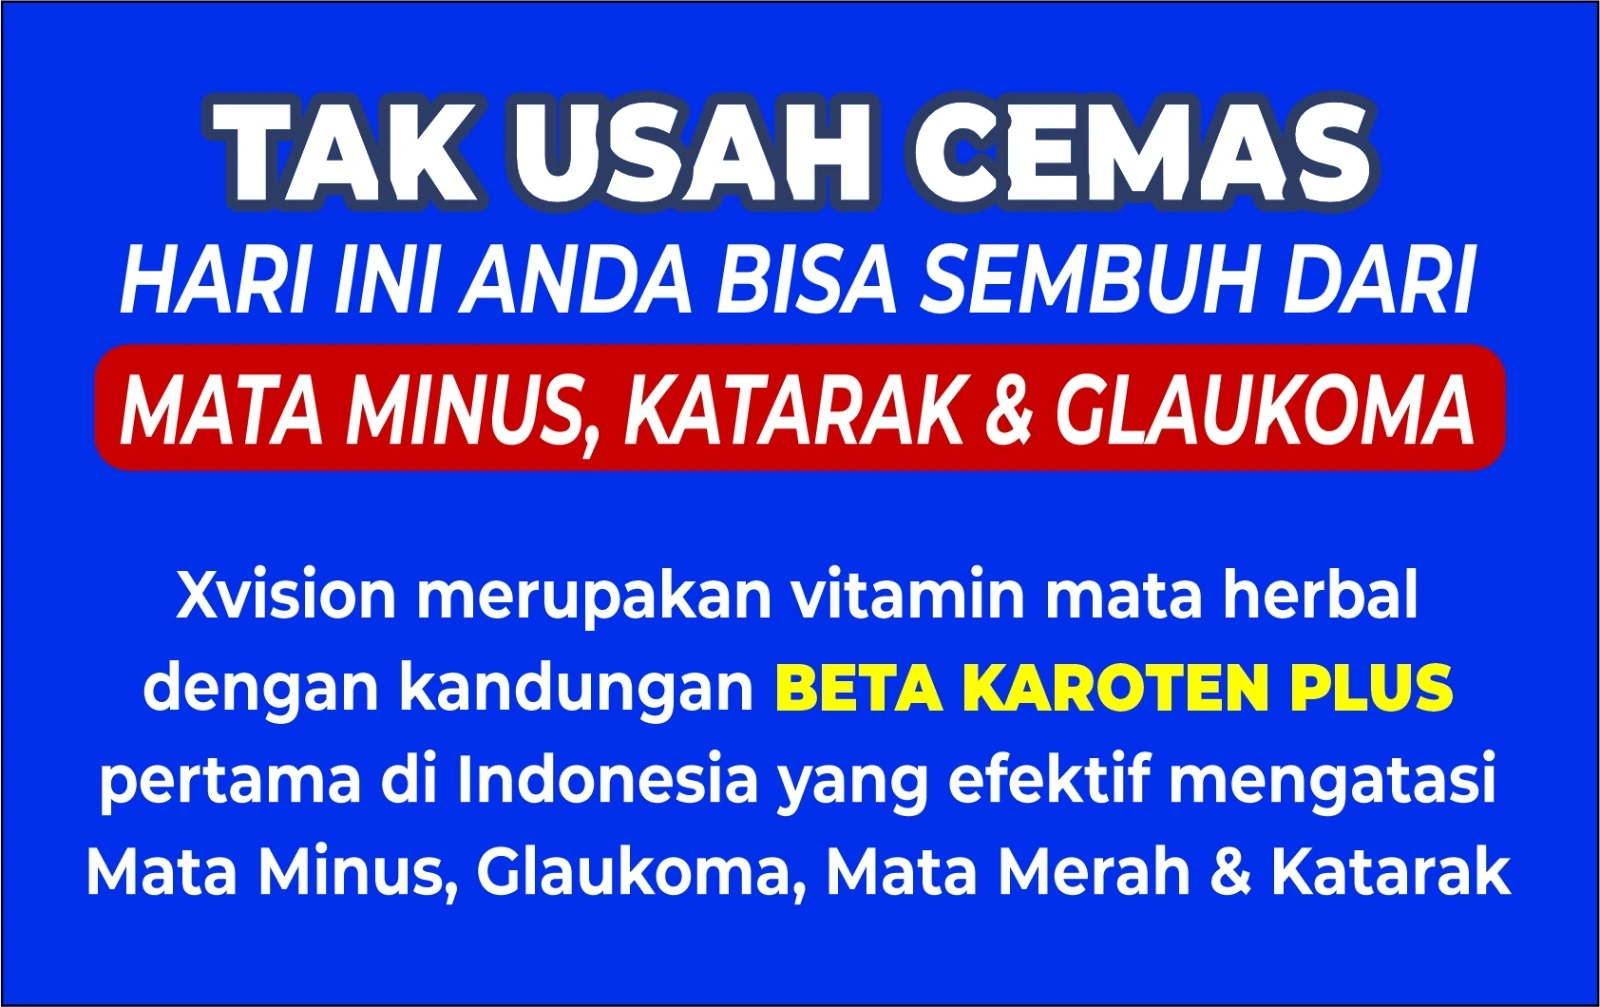 TAK USAH CEMAS
HARI INI ANDA BISA SEMBUH DARI
MATA MINUS, KATARAK & GLAUKOMA
Xvision merupakan vitamin mata herbal
dengan kandungan BETA KAROTEN PLUS
pertama di Indonesia yang efektif mengatasi
Mata Minus, Glaukoma, Mata Merah & Katarak